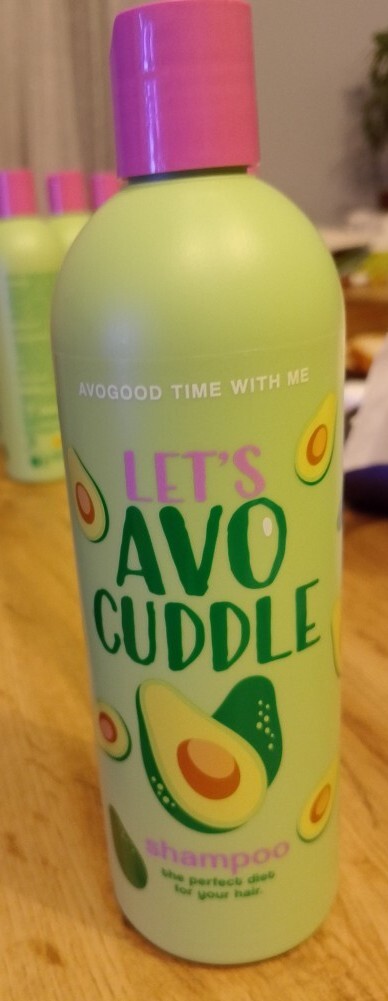 AVOGOOD TIME WITH ME
LET'S
AVO
CUDDLE
shampoo
the perfect diet
for your hair.